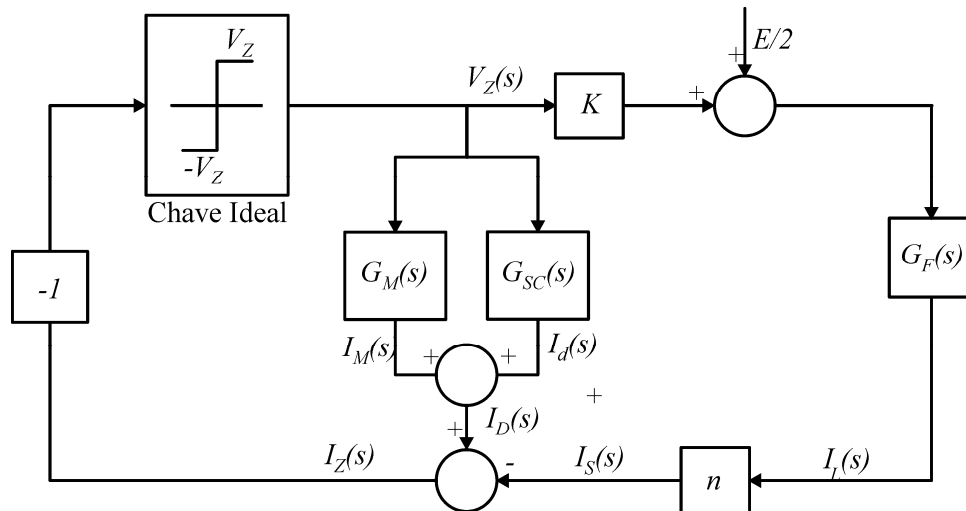 V_Z
-V_Z
Chave Ideal
V_Z(s)
K
+
+
E/2
G_M(s)
G_SC(s)
G_F(s)
-1
I_M(s)
+
+
I_d(s)
+
+
I_D(s)
I_Z(s)
-
I_S(s)
n
I_L(s)